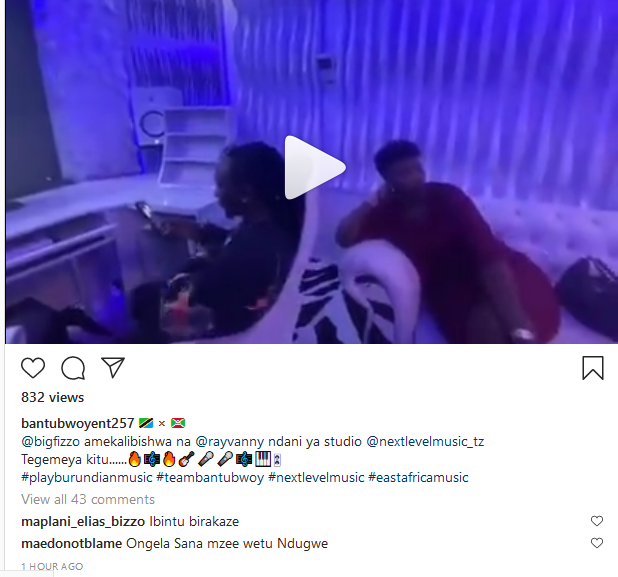 832 views
bantubwoyent257 🇹🇿 × 🇧🇮
@bigfizzo amekalibishwa na @rayvanny ndani ya studio @nextlevelmusic_tz
Tegemeya kitu......🔥🎼🔥🎸🎤🎤🎼🎹🎚
#playburundianmusic #teambantubwoy #nextlevelmusic #eastafricamusic
View all 43 comments
maplani_elias_bizzo Ibintu birakaze
maedonotblame Ongela Sana mzee wetu Ndugwe
1 HOUR AGO